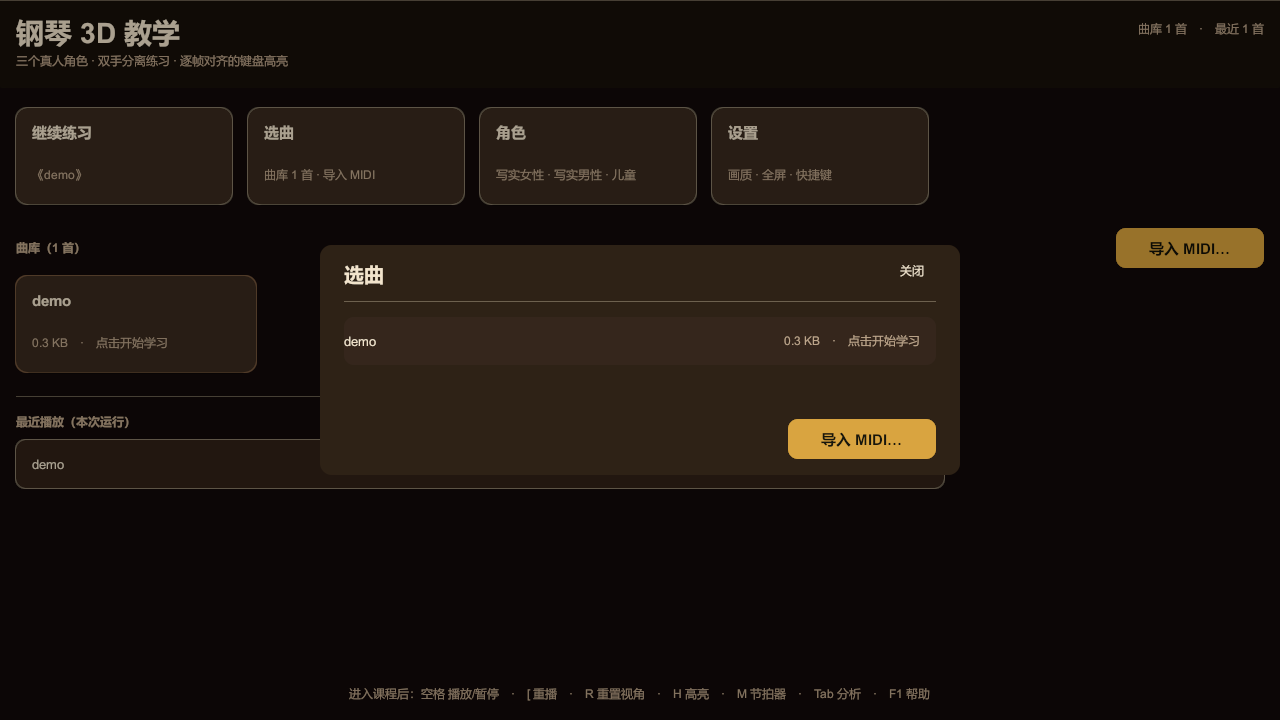 钢琴 3D 教学
曲库 1 首 · 最近 1 首
三个真人角色 · 双手分离练习 · 逐帧对齐的键盘高亮
继续练习
《demo》
选曲
曲库 1 首 · 导入 MIDI
角色
写实女性 · 写实男性 · 儿童
设置
画质 · 全屏 · 快捷键
曲库（1 首）
导入 MIDI…
demo
0.3 KB · 点击开始学习
最近播放（本次运行）
demo
选曲
关闭
demo
0.3 KB · 点击开始学习
导入 MIDI…
进入课程后：空格 播放/暂停 · [ 重播 · R 重置视角 · H 高亮 · M 节拍器 · Tab 分析 · F1 帮助